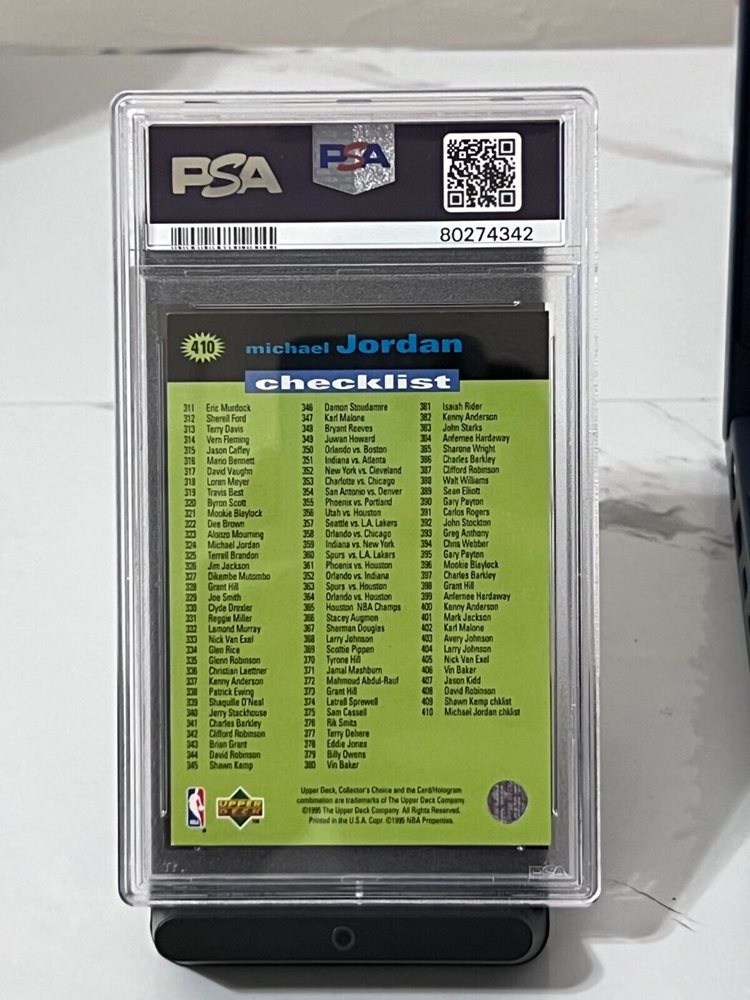 PSA
PSA
80274342
410
michael Jordan
checklist
311 Eric Murdock
312 Sherell Ford
313 Terry Davis
314 Vern Fleming
315 Jason Caffey
316 Mario Bennett
317 David Vaughn
318 Loren Meyer
319 Travis Best
320 Byron Scott
321 Mookie Blaylock
322 Dee Brown
323 Alonzo Mourning
324 Michael Jordan
325 Terrell Brandon
326 Jim Jackson
327 Dikembe Mutombo
328 Grant Hill
329 Joe Smith
330 Clyde Drexler
331 Reggie Miller
332 Lamond Murray
333 Nick Van Exel
334 Glen Rice
335 Glenn Robinson
336 Christian Laettner
337 Kenny Anderson
338 Patrick Ewing
339 Shaquille O'Neal
340 Jerry Stackhouse
341 Charles Barkley
342 Clifford Robinson
343 Brian Grant
344 David Robinson
345 Shawn Kemp
346 Damon Stoudamire
347 Karl Malone
348 Bryant Reeves
349 Juwan Howard
350 Orlando vs. Boston
351 Indiana vs. Atlanta
352 New York vs. Cleveland
353 Charlotte vs. Chicago
354 San Antonio vs. Denver
355 Phoenix vs. Portland
356 Utah vs. Houston
357 Seattle vs. L.A. Lakers
358 Orlando vs. Chicago
359 Indiana vs. New York
360 Spurs vs. L.A. Lakers
361 Phoenix vs. Houston
362 Orlando vs. Indiana
363 Spurs vs. Houston
364 Orlando vs. Houston
365 Houston NBA Champs
366 Stacey Augmon
367 Sherman Douglas
368 Larry Johnson
369 Scottie Pippen
370 Tyrone Hill
371 Jamal Mashburn
372 Mahmoud Abdul-Rauf
373 Grant Hill
374 Latrell Sprewell
375 Sam Cassell
376 Rik Smits
377 Terry Dehere
378 Eddie Jones
379 Billy Owens
380 Vin Baker
381 Isaiah Rider
382 Kenny Anderson
383 John Starks
384 Anfernee Hardaway
385 Sharone Wright
386 Charles Barkley
387 Clifford Robinson
388 Walt Williams
389 Sean Elliott
390 Gary Payton
391 Carlos Rogers
392 John Stockton
393 Greg Anthony
394 Chris Webber
395 Gary Payton
396 Mookie Blaylock
397 Charles Barkley
398 Grant Hill
399 Anfernee Hardaway
400 Kenny Anderson
401 Mark Jackson
402 Karl Malone
403 Avery Johnson
404 Larry Johnson
405 Nick Van Exel
406 Vin Baker
407 Jason Kidd
408 David Robinson
409 Shawn Kemp chklist
410 Michael Jordan chklist
Upper Deck, Collector's Choice and the Card/Hologram
combination are trademarks of The Upper Deck Company.
©1995 The Upper Deck Company. All Rights Reserved.
Printed in the U.S.A. Copr. ©1995 NBA Properties.
UPPER
DECK
PSA